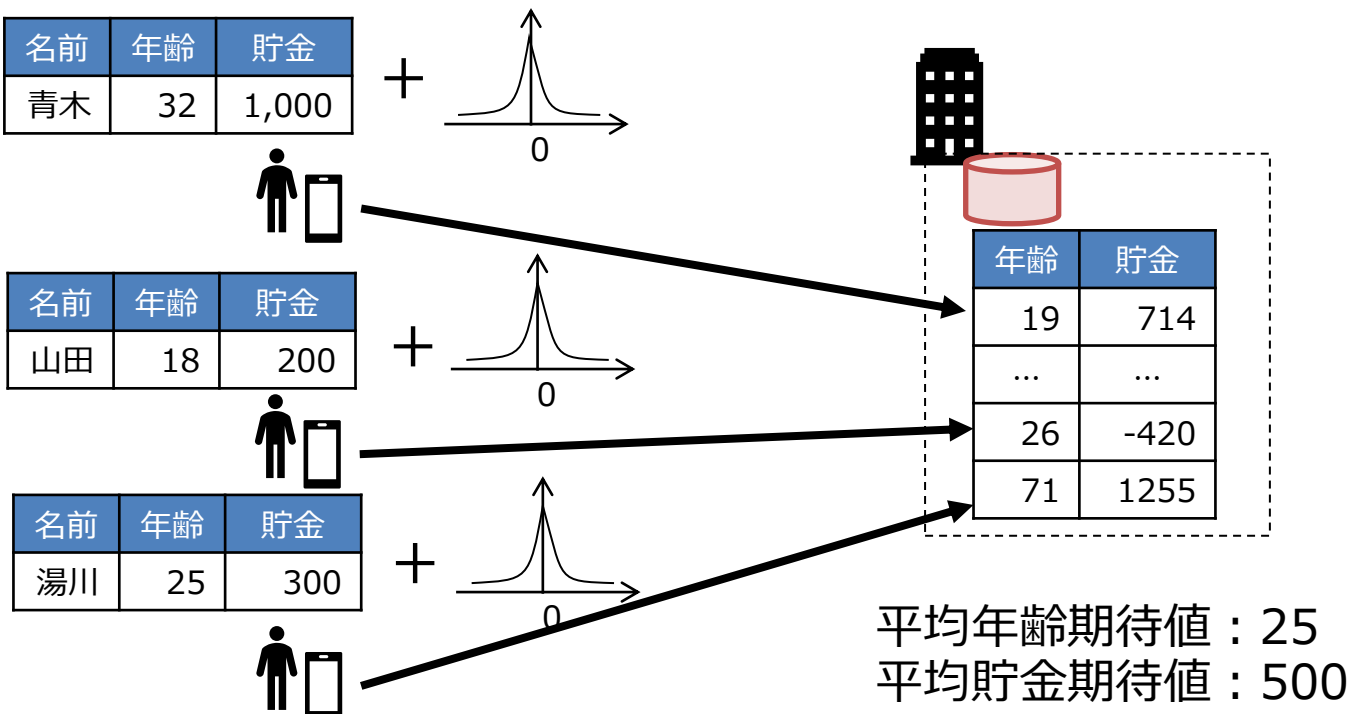 名前 年齢 貯金
青木 32 1,000
+
0
名前 年齢 貯金
山田 18 200
+
0
名前 年齢 貯金
湯川 25 300
+
0
年齢 貯金
19 714
… …
26 -420
71 1255
平均年齢期待値：25
平均貯金期待値：500